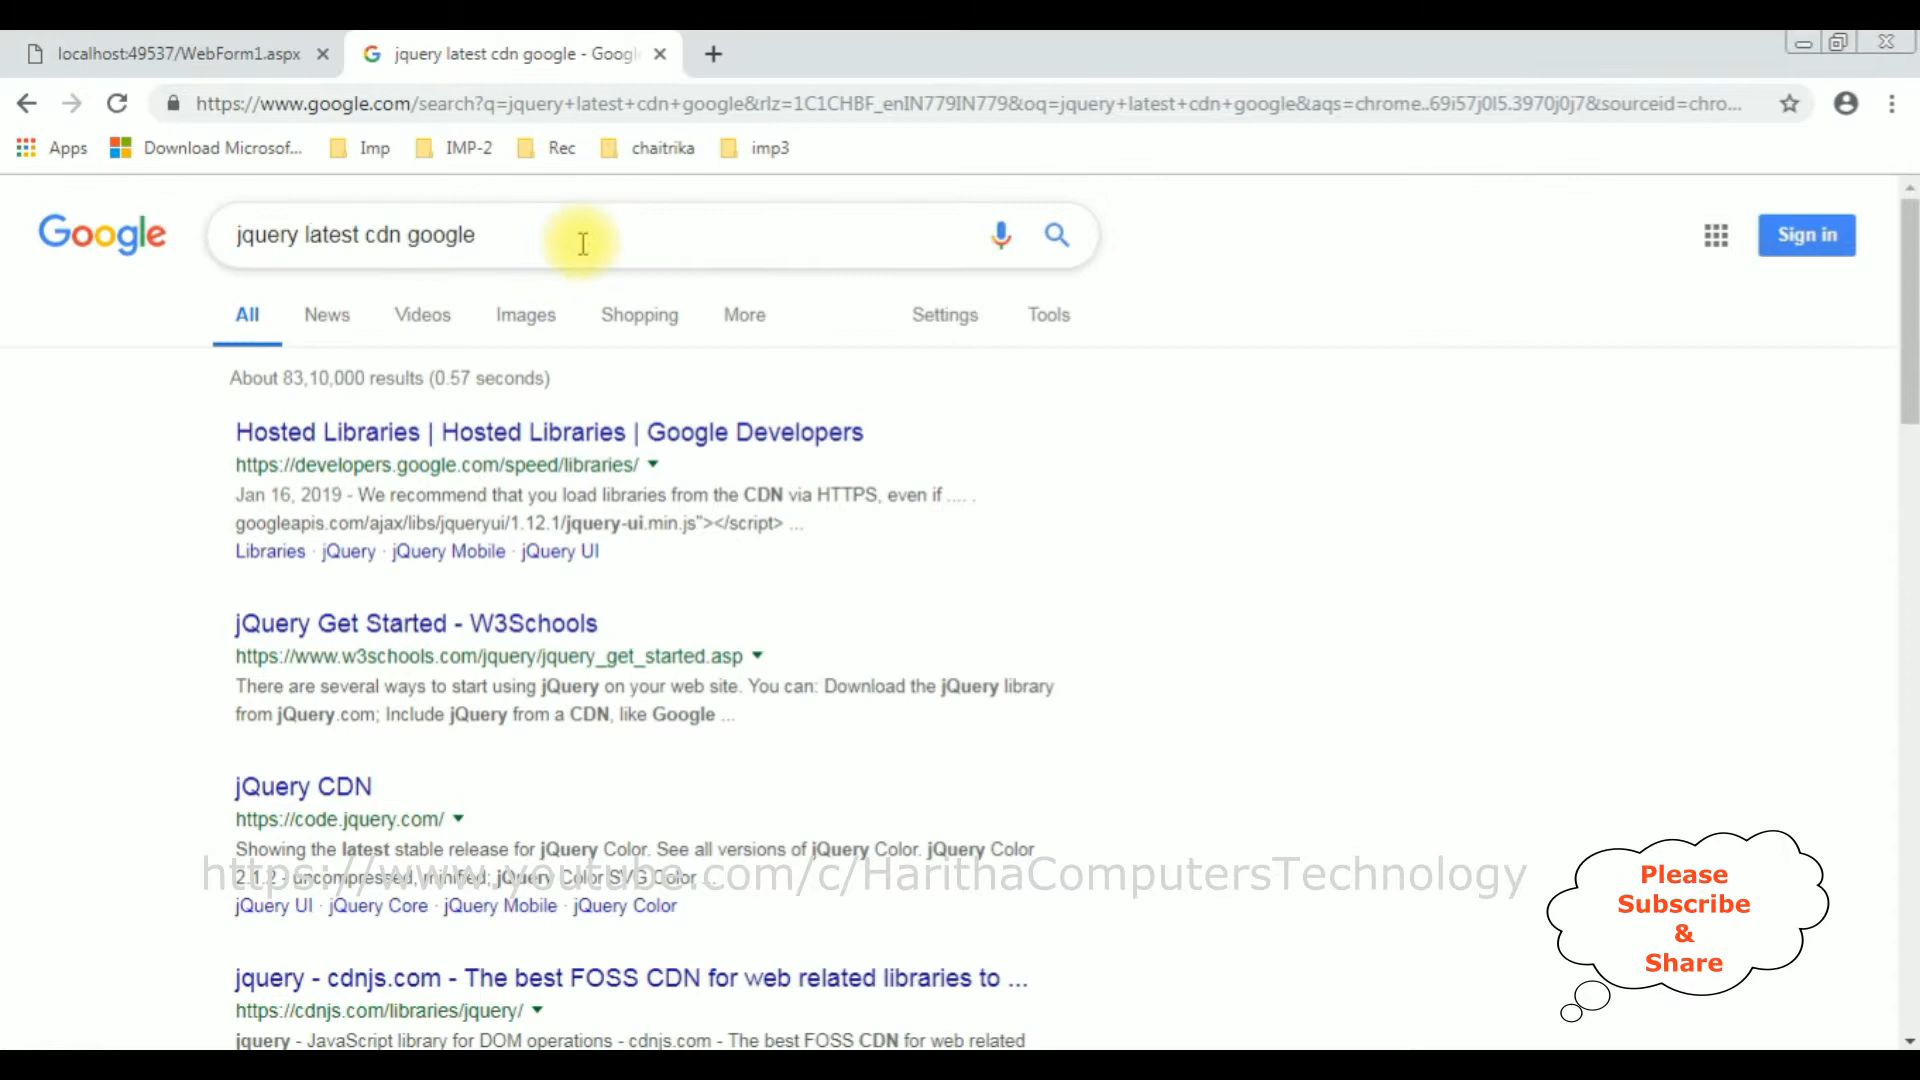 localhost:49537/WebForm1.aspx
jquery latest cdn google - Googl
https://www.google.com/search?q=jquery+latest+cdn+google&rlz=1C1CHBF_enIN779IN779&oq=jquery+latest+cdn+google&aqs=chrome..69i57j0l5.3970j0j7&sourceid=chro...
Apps Download Microsof... Imp IMP-2 Rec chaitrika imp3
Google
jquery latest cdn google
Sign in
All News Videos Images Shopping More Settings Tools
About 83,10,000 results (0.57 seconds)
Hosted Libraries | Hosted Libraries | Google Developers
https://developers.google.com/speed/libraries/
Jan 16, 2019 - We recommend that you load libraries from the CDN via HTTPS, even if .... .
googleapis.com/ajax/libs/jqueryui/1.12.1/jquery-ui.min.js"></script> ...
Libraries · jQuery · jQuery Mobile · jQuery UI
jQuery Get Started - W3Schools
https://www.w3schools.com/jquery/jquery_get_started.asp
There are several ways to start using jQuery on your web site. You can: Download the jQuery library
from jQuery.com; Include jQuery from a CDN, like Google ...
jQuery CDN
https://code.jquery.com/
Showing the latest stable release for jQuery Color. See all versions of jQuery Color. jQuery Color
2.1.2 - uncompressed, minified; jQuery Color SVG Color ...
https://www.youtube.com/c/HarithaComputersTechnology
jQuery UI · jQuery Core · jQuery Mobile · jQuery Color
jquery - cdnjs.com - The best FOSS CDN for web related libraries to ...
https://cdnjs.com/libraries/jquery/
jquery - JavaScript library for DOM operations - cdnjs.com - The best FOSS CDN for web related
Please
Subscribe
&
Share